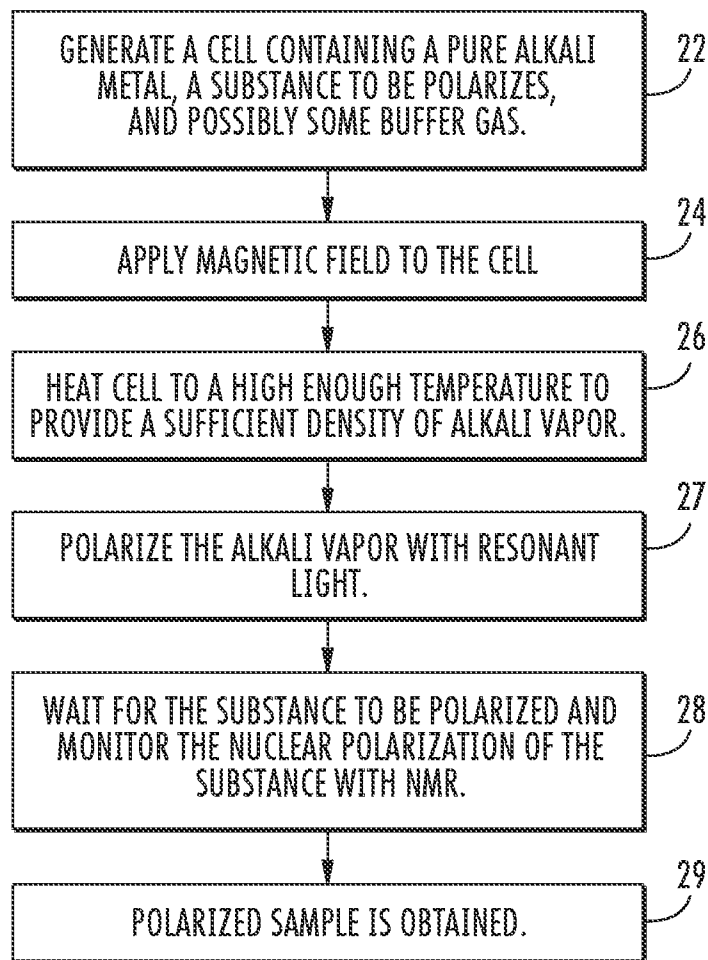 GENERATE A CELL CONTAINING A PURE ALKALI
METAL, A SUBSTANCE TO BE POLARIZES,
AND POSSIBLY SOME BUFFER GAS.
22
APPLY MAGNETIC FIELD TO THE CELL
24
HEAT CELL TO A HIGH ENOUGH TEMPERATURE TO
PROVIDE A SUFFICIENT DENSITY OF ALKALI VAPOR.
26
POLARIZE THE ALKALI VAPOR WITH RESONANT
LIGHT.
27
WAIT FOR THE SUBSTANCE TO BE POLARIZED AND
MONITOR THE NUCLEAR POLARIZATION OF THE
SUBSTANCE WITH NMR.
28
POLARIZED SAMPLE IS OBTAINED.
29